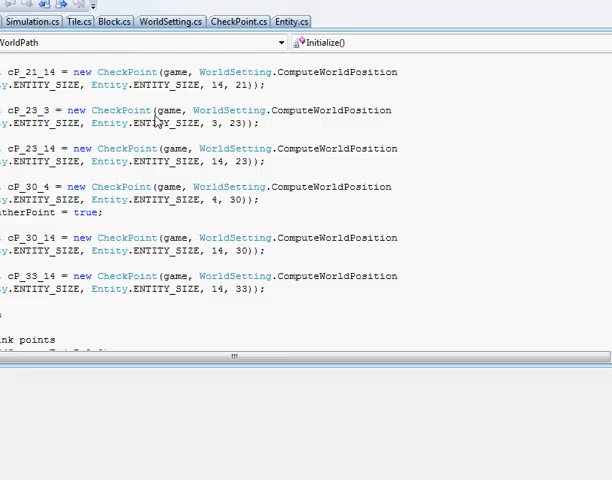 Simulation.cs Tile.cs Block.cs WorldSetting.cs CheckPoint.cs Entity.cs
WorldPath Initialize()
cP_21_14 = new CheckPoint(game, WorldSetting.ComputeWorldPosition
y.ENTITY_SIZE, Entity.ENTITY_SIZE, 14, 21));
cP_23_3 = new CheckPoint(game, WorldSetting.ComputeWorldPosition
y.ENTITY_SIZE, Entity.ENTITY_SIZE, 3, 23));
cP_23_14 = new CheckPoint(game, WorldSetting.ComputeWorldPosition
y.ENTITY_SIZE, Entity.ENTITY_SIZE, 14, 23));
cP_30_4 = new CheckPoint(game, WorldSetting.ComputeWorldPosition
y.ENTITY_SIZE, Entity.ENTITY_SIZE, 4, 30));
atherPoint = true;
cP_30_14 = new CheckPoint(game, WorldSetting.ComputeWorldPosition
y.ENTITY_SIZE, Entity.ENTITY_SIZE, 14, 30));
cP_33_14 = new CheckPoint(game, WorldSetting.ComputeWorldPosition
y.ENTITY_SIZE, Entity.ENTITY_SIZE, 14, 33));
nk points